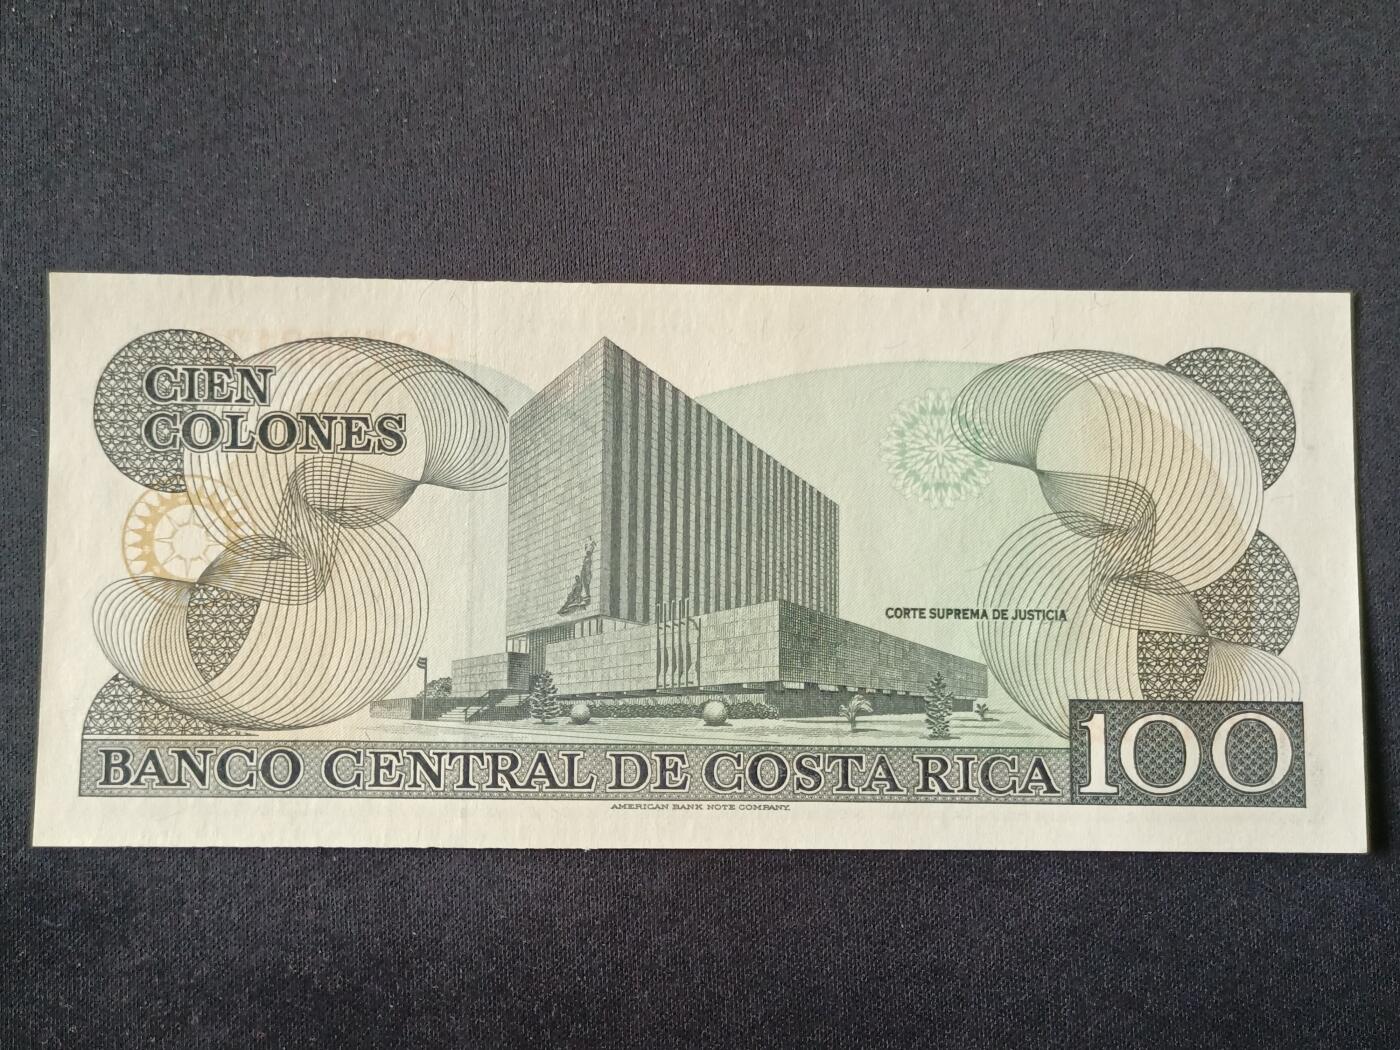 CIEN
COLONES
CORTE SUPREMA DE JUSTICIA
BANCO CENTRAL DE COSTA RICA
100
AMERICAN BANK NOTE COMPANY.